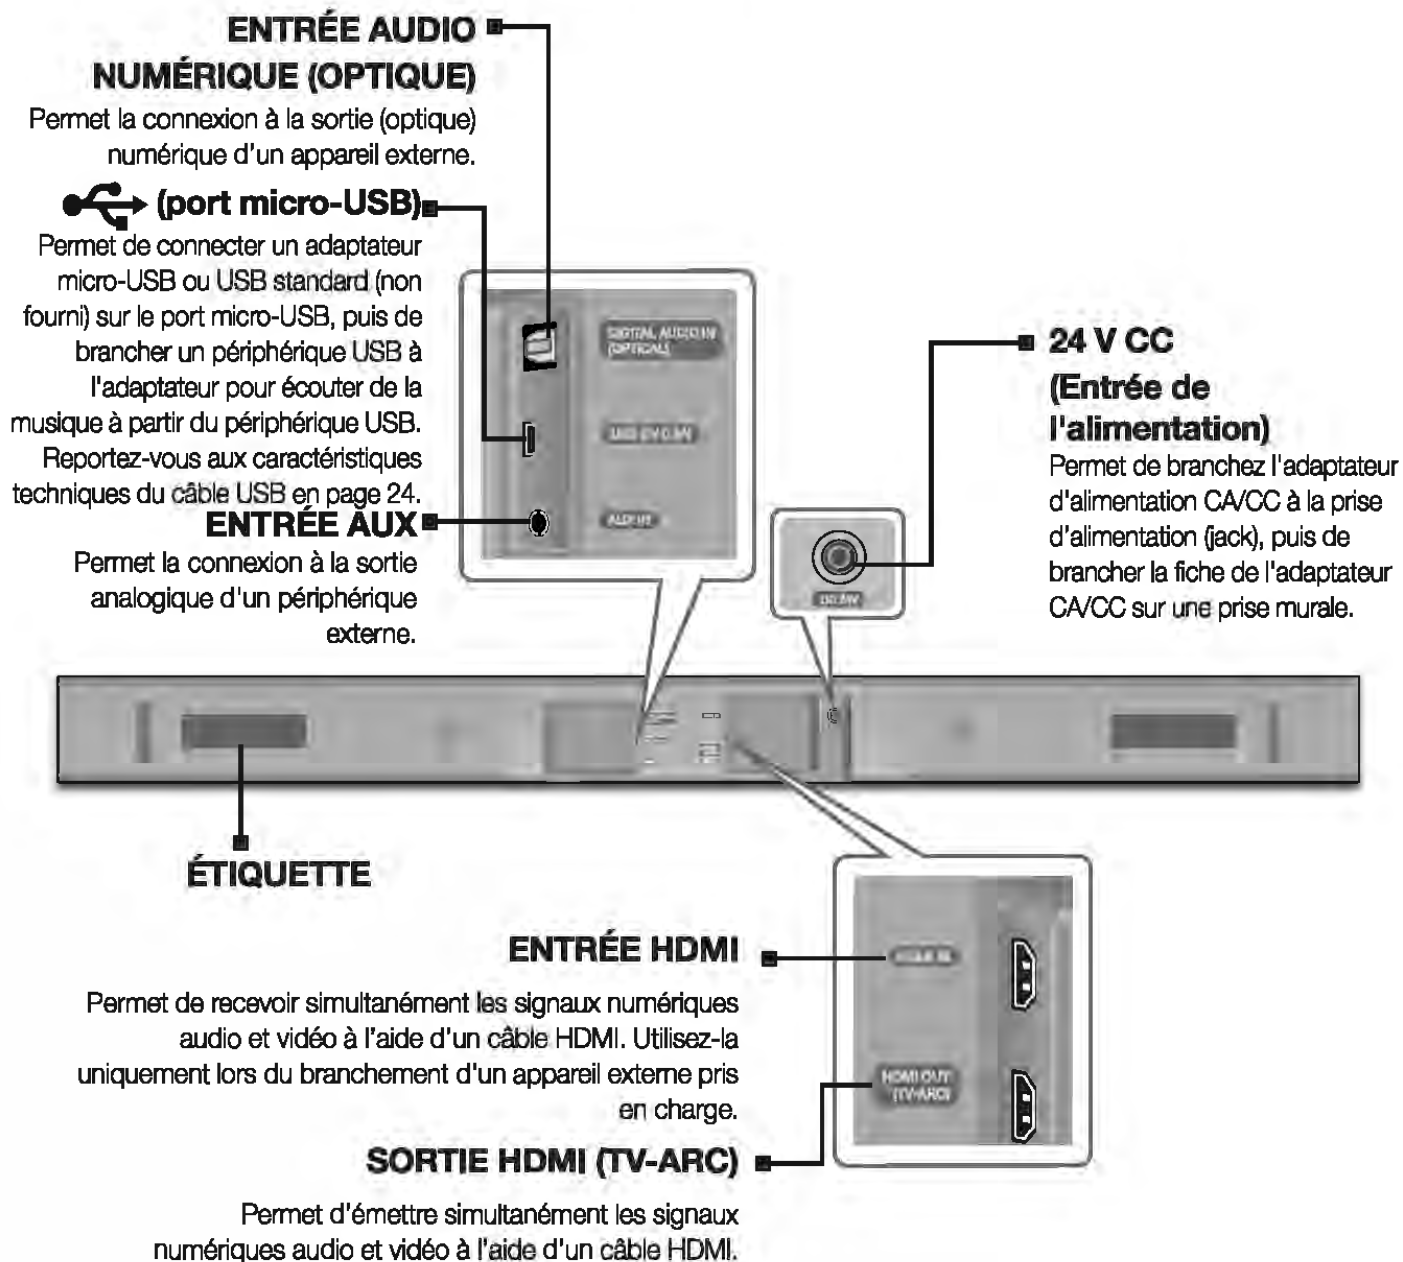 ENTRÉE AUDIO
NUMÉRIQUE (OPTIQUE)
Permet la connexion à la sortie (optique)
numérique d'un appareil externe.
(port micro-USB)
Permet de connecter un adaptateur
micro-USB ou USB standard (non
fourni) sur le port micro-USB, puis de
brancher un périphérique USB à
l'adaptateur pour écouter de la
musique à partir du périphérique USB.
Reportez-vous aux caractéristiques
techniques du câble USB en page 24.
ENTRÉE AUX
Permet la connexion à la sortie
analogique d'un périphérique
externe.
DIGITAL AUDIO IN
(OPTICAL)
AUX IN
24 V CC
(Entrée de
l'alimentation)
Permet de branchez l'adaptateur
d'alimentation CA/CC à la prise
d'alimentation (jack), puis de
brancher la fiche de l'adaptateur
CA/CC sur une prise murale.
ÉTIQUETTE
ENTRÉE HDMI
Permet de recevoir simultanément les signaux numériques
audio et vidéo à l'aide d'un câble HDMI. Utilisez-la
uniquement lors du branchement d'un appareil externe pris
en charge.
HDMI OUT
(TV-ARC)
SORTIE HDMI (TV-ARC)
Permet d'émettre simultanément les signaux
numériques audio et vidéo à l'aide d'un câble HDMI.